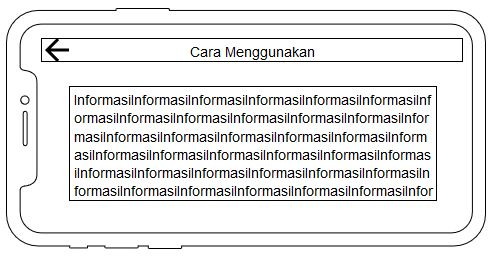 Cara Menggunakan
InformasiInformasiInformasiInformasiInformasiInformasiInf
ormasiInformasiInformasiInformasiInformasiInformasiInfor
masiInformasiInformasiInformasiInformasiInformasiInform
asiInformasiInformasiInformasiInformasiInformasiInformas
iInformasiInformasiInformasiInformasiInformasiInformasiIn
formasiInformasiInformasiInformasiInformasiInformasiInfor